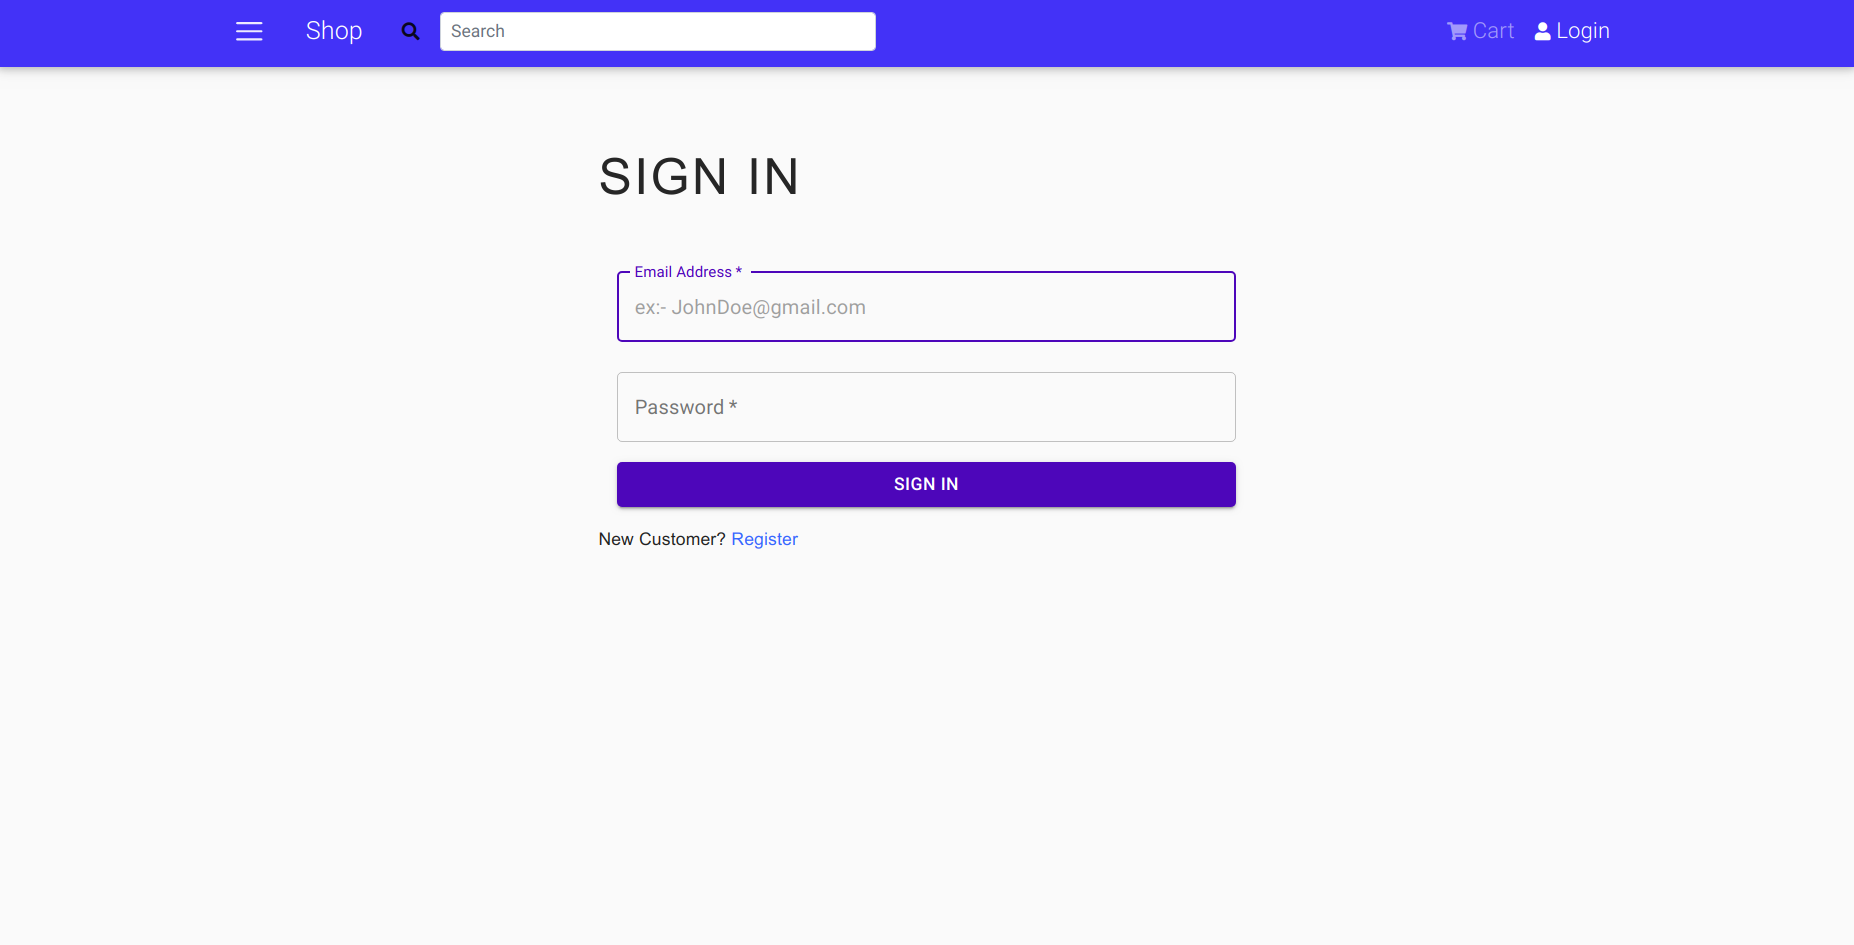 Shop Search Cart Login
SIGN IN
Email Address *
ex:- JohnDoe@gmail.com
Password *
SIGN IN
New Customer? Register